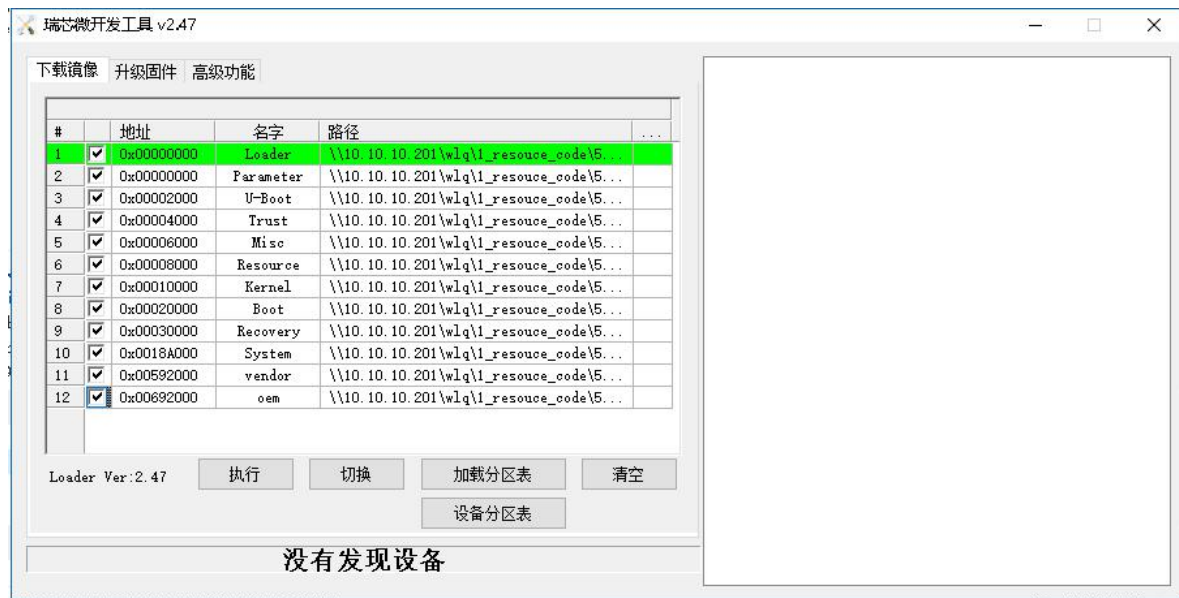 瑞芯微开发工具 v2.47
下载镜像 升级固件 高级功能
# 地址 名字 路径 ...
1 0x00000000 Loader \\10.10.10.201\wlq\1_resouce_code\5...
2 0x00000000 Parameter \\10.10.10.201\wlq\1_resouce_code\5...
3 0x00002000 U-Boot \\10.10.10.201\wlq\1_resouce_code\5...
4 0x00004000 Trust \\10.10.10.201\wlq\1_resouce_code\5...
5 0x00006000 Misc \\10.10.10.201\wlq\1_resouce_code\5...
6 0x00008000 Resource \\10.10.10.201\wlq\1_resouce_code\5...
7 0x00010000 Kernel \\10.10.10.201\wlq\1_resouce_code\5...
8 0x00020000 Boot \\10.10.10.201\wlq\1_resouce_code\5...
9 0x00030000 Recovery \\10.10.10.201\wlq\1_resouce_code\5...
10 0x0018A000 System \\10.10.10.201\wlq\1_resouce_code\5...
11 0x00592000 vendor \\10.10.10.201\wlq\1_resouce_code\5...
12 0x00692000 oem \\10.10.10.201\wlq\1_resouce_code\5...
Loader Ver:2.47 执行 切换 加载分区表 清空
设备分区表
没有发现设备